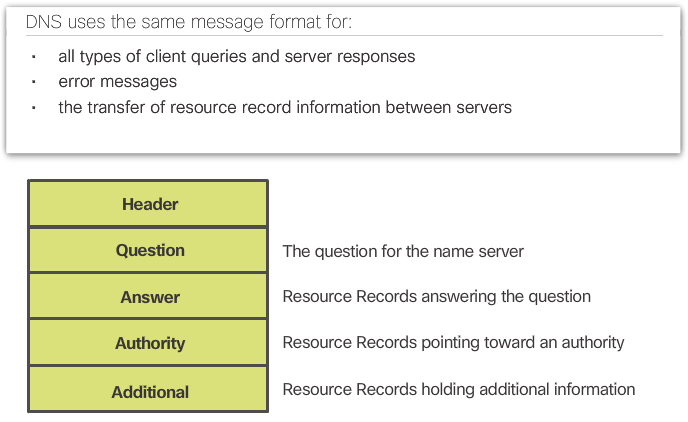 DNS uses the same message format for:
▪ all types of client queries and server responses
▪ error messages
▪ the transfer of resource record information between servers
Header
Question The question for the name server
Answer Resource Records answering the question
Authority Resource Records pointing toward an authority
Additional Resource Records holding additional information